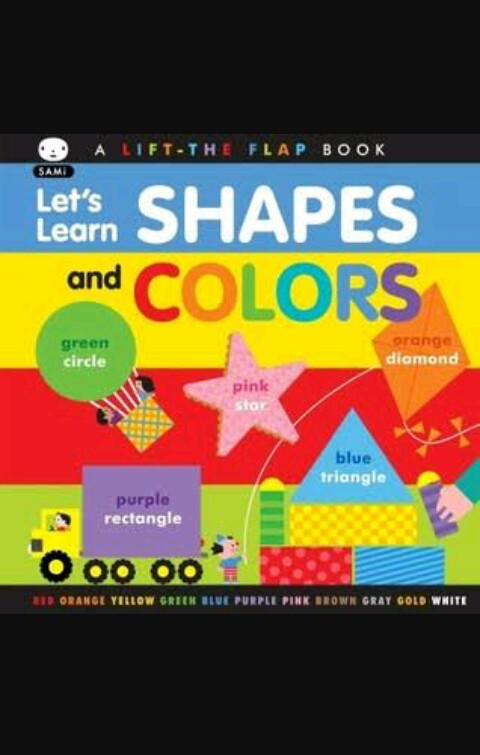 A LIFT-THE FLAP BOOK
SAMi
Let's
Learn SHAPES
and COLORS
green
circle
pink
star
orange
diamond
blue
triangle
purple
rectangle
RED ORANGE YELLOW GREEN BLUE PURPLE PINK BROWN GRAY GOLD WHITE